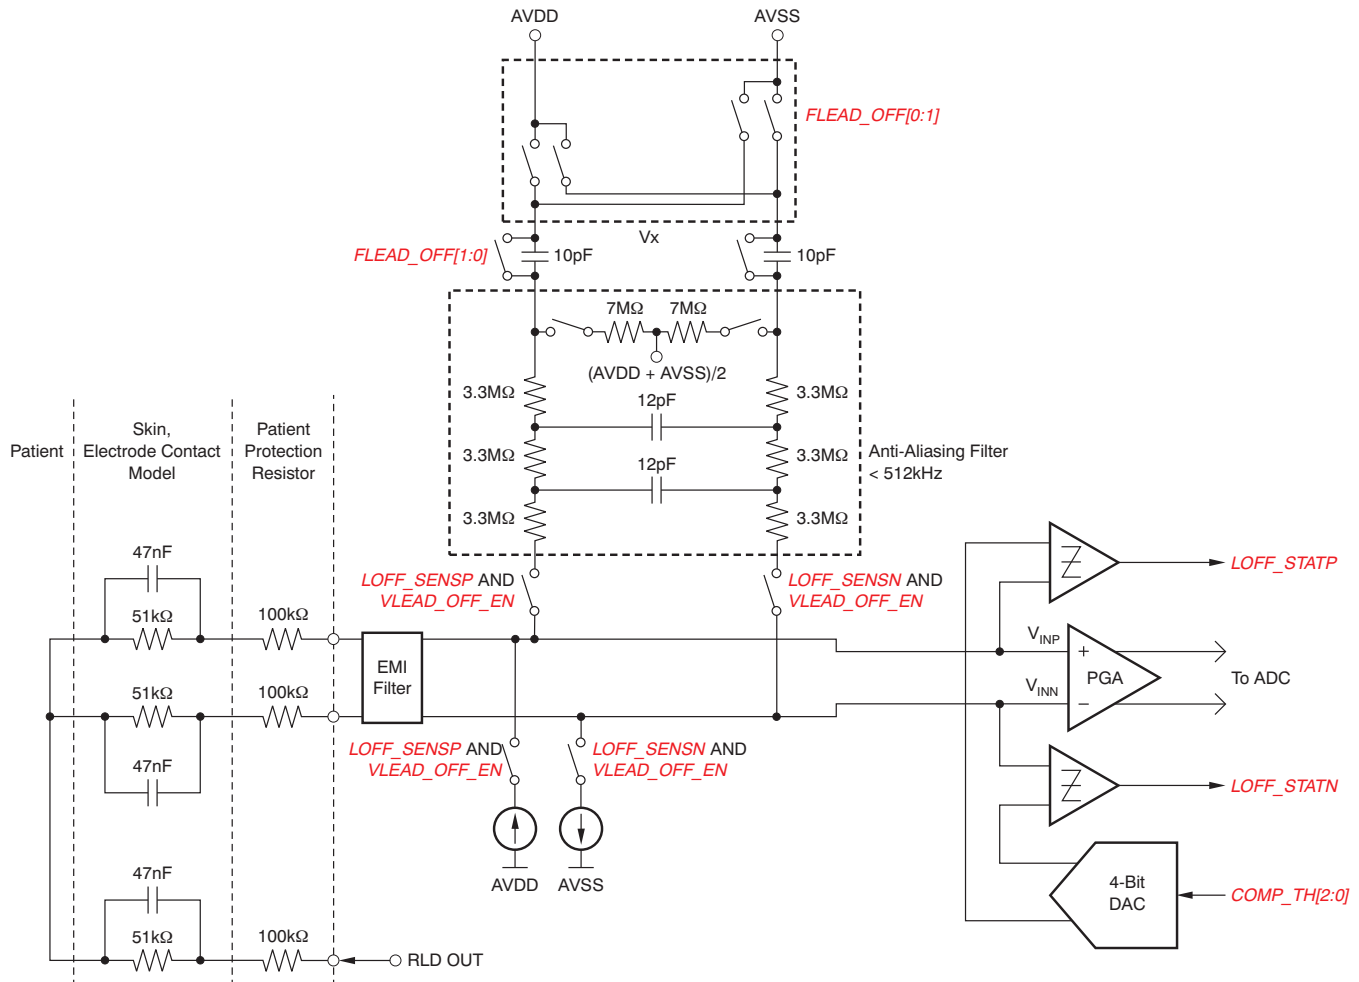 AVDD
AVSS
FLEAD_OFF[0:1]
Vx
FLEAD_OFF[1:0]
10pF
10pF
7MΩ
7MΩ
(AVDD + AVSS)/2
3.3MΩ
3.3MΩ
12pF
3.3MΩ
3.3MΩ
12pF
3.3MΩ
3.3MΩ
Anti-Aliasing Filter
< 512kHz
Patient
Skin,
Electrode Contact
Model
Patient
Protection
Resistor
47nF
51kΩ
100kΩ
LOFF_SENSP AND
VLEAD_OFF_EN
LOFF_SENSN AND
VLEAD_OFF_EN
LOFF_STATP
EMI
Filter
VINP
+
PGA
VINN
−
To ADC
51kΩ
100kΩ
47nF
LOFF_SENSP AND
VLEAD_OFF_EN
LOFF_SENSN AND
VLEAD_OFF_EN
LOFF_STATN
AVDD
AVSS
4-Bit
DAC
COMP_TH[2:0]
47nF
51kΩ
100kΩ
RLD OUT